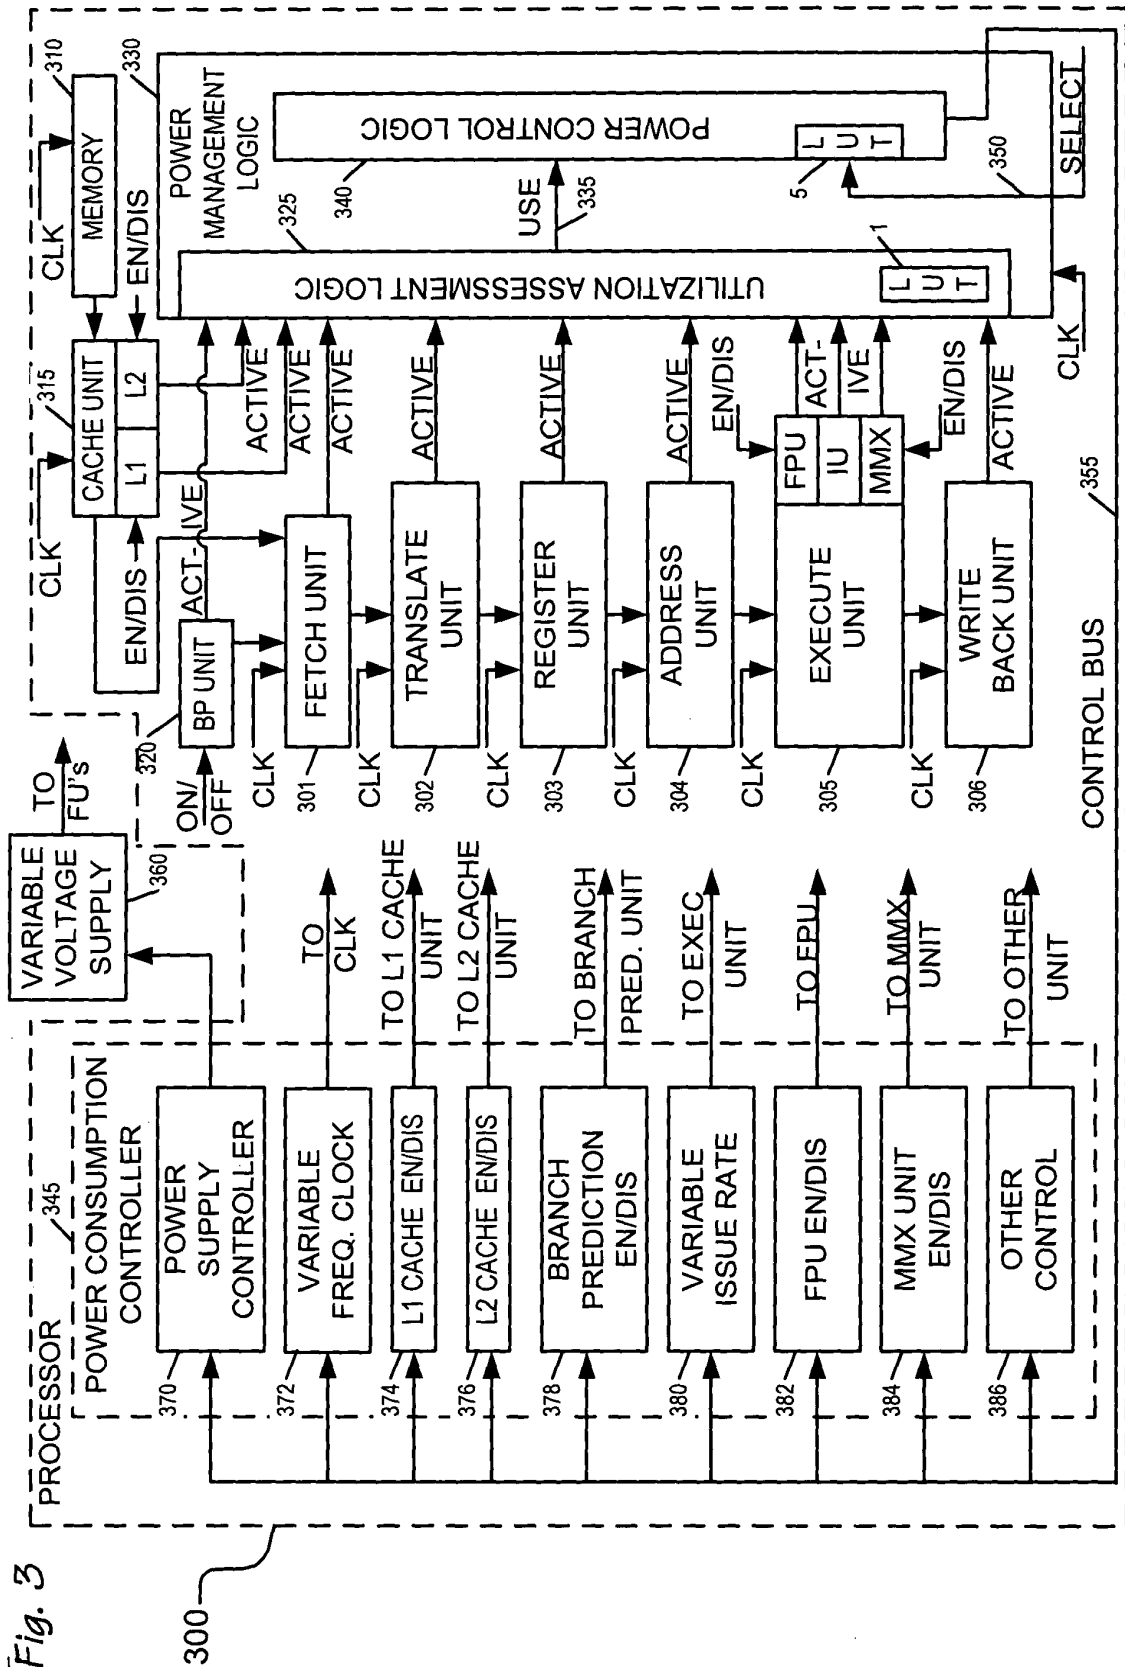 Fig. 3
300
PROCESSOR
345
POWER CONSUMPTION
CONTROLLER
370
POWER
SUPPLY
CONTROLLER
372
VARIABLE
FREQ. CLOCK
374
L1 CACHE EN/DIS
376
L2 CACHE EN/DIS
378
BRANCH
PREDICTION
EN/DIS
380
VARIABLE
ISSUE RATE
382
FPU EN/DIS
384
MMX UNIT
EN/DIS
386
OTHER
CONTROL
VARIABLE
VOLTAGE
SUPPLY
360
TO
FU's
TO
CLK
TO L1 CACHE
UNIT
TO L2 CACHE
UNIT
TO BRANCH
PRED. UNIT
TO EXEC
UNIT
TO FPU
TO MMX
UNIT
TO OTHER
UNIT
CONTROL BUS
355
ON/
OFF
320
BP UNIT
ACT-
IVE
CLK
301
FETCH UNIT
ACTIVE
CLK
302
TRANSLATE
UNIT
ACTIVE
CLK
303
REGISTER
UNIT
ACTIVE
CLK
304
ADDRESS
UNIT
ACTIVE
CLK
305
EXECUTE
UNIT
FPU
IU
MMX
EN/DIS
ACT-
IVE
EN/DIS
CLK
306
WRITE
BACK UNIT
ACTIVE
CLK
315
CACHE UNIT
L1
L2
EN/DIS
EN/DIS
ACTIVE
ACTIVE
CLK
310
MEMORY
330
POWER
MANAGEMENT
LOGIC
325
UTILIZATION ASSESSMENT LOGIC
1
LUT
USE
335
340
POWER CONTROL LOGIC
5
LUT
350
SELECT
CLK